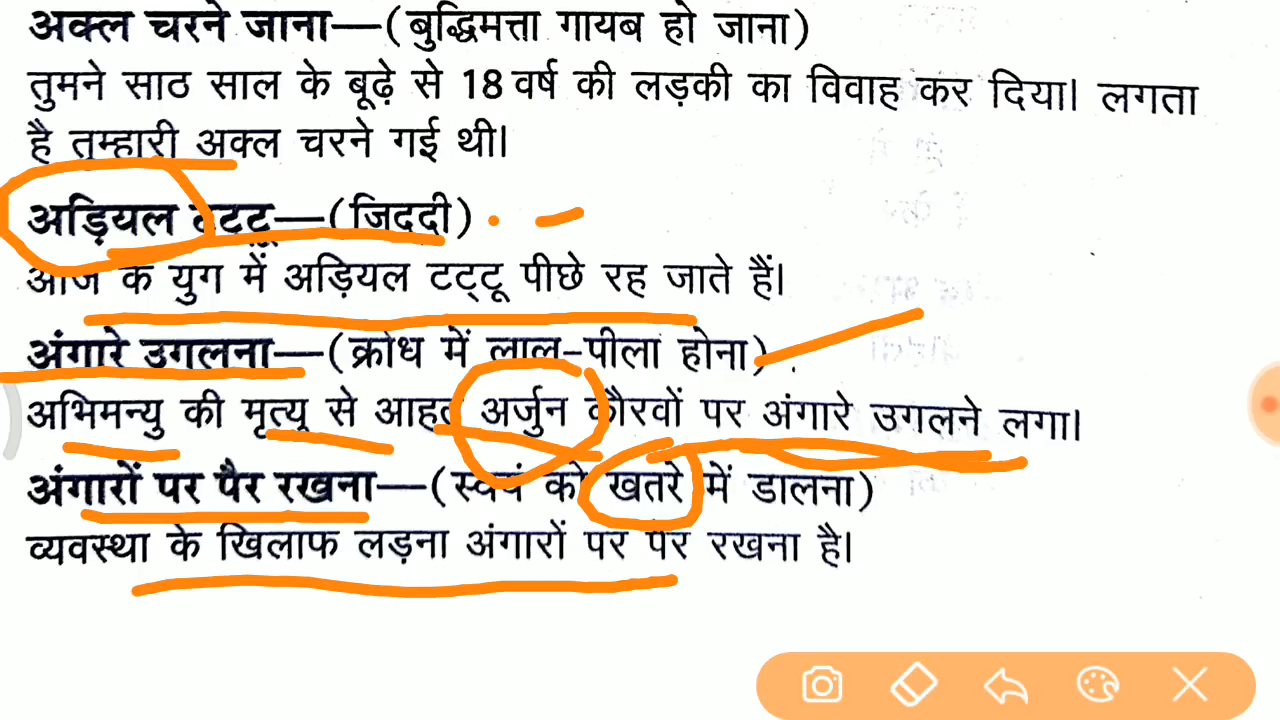 अक्ल चरने जाना—(बुद्धिमत्ता गायब हो जाना)
तुमने साठ साल के बूढ़े से 18 वर्ष की लड़की का विवाह कर दिया। लगता
है तुम्हारी अक्ल चरने गई थी।
अड़ियल टट्टू—(जिद्दी)
आज के युग में अड़ियल टट्टू पीछे रह जाते हैं।
अंगारे उगलना—(क्रोध में लाल-पीला होना)
अभिमन्यु की मृत्यु से आहत अर्जुन कौरवों पर अंगारे उगलने लगा।
अंगारों पर पैर रखना—(स्वयं को खतरे में डालना)
व्यवस्था के खिलाफ लड़ना अंगारों पर पैर रखना है।